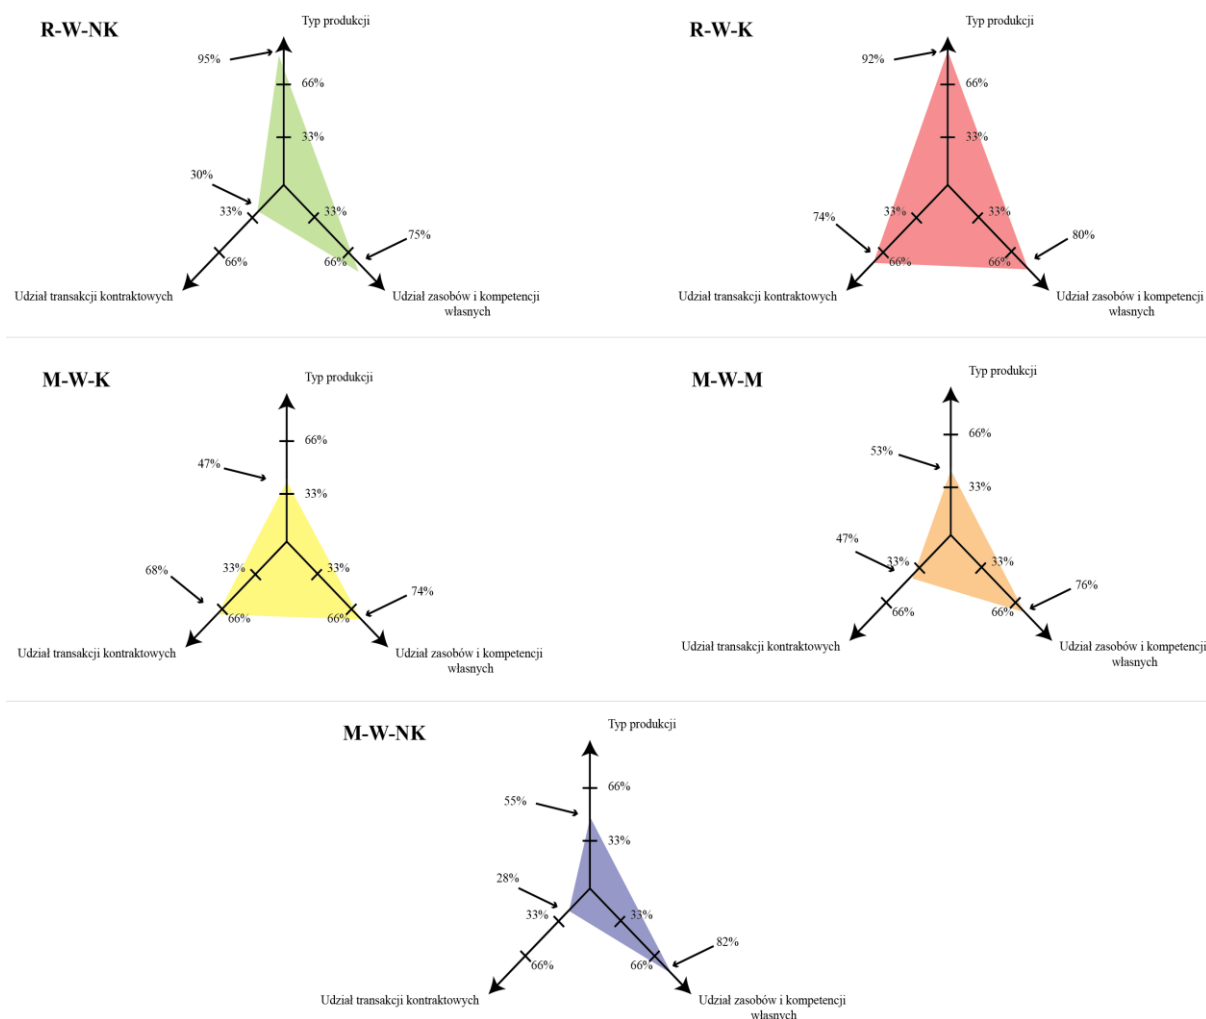 R-W-NK
Typ produkcji
95%
66%
33%
30%
33%
33%
75%
66%
66%
Udział transakcji kontraktowych
Udział zasobów i kompetencji
własnych
R-W-K
Typ produkcji
92%
66%
33%
74%
33%
33%
80%
66%
66%
Udział transakcji kontraktowych
Udział zasobów i kompetencji
własnych
M-W-K
Typ produkcji
66%
47%
33%
68%
33%
33%
74%
66%
66%
Udział transakcji kontraktowych
Udział zasobów i kompetencji
własnych
M-W-M
Typ produkcji
66%
53%
33%
47%
33%
33%
76%
66%
66%
Udział transakcji kontraktowych
Udział zasobów i kompetencji
własnych
M-W-NK
Typ produkcji
66%
55%
33%
28%
33%
33%
82%
66%
66%
Udział transakcji kontraktowych
Udział zasobów i kompetencji
własnych